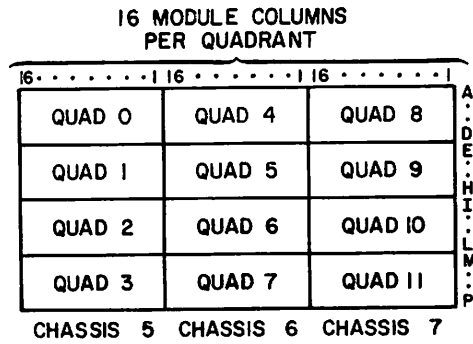 16 MODULE COLUMNS
PER QUADRANT
16 · · · · · · 1 16 · · · · · · 1 16 · · · · · · 1
QUAD 0 QUAD 4 QUAD 8
QUAD 1 QUAD 5 QUAD 9
QUAD 2 QUAD 6 QUAD 10
QUAD 3 QUAD 7 QUAD 11
A · · D E · · H I · · L M · · P
CHASSIS 5 CHASSIS 6 CHASSIS 7